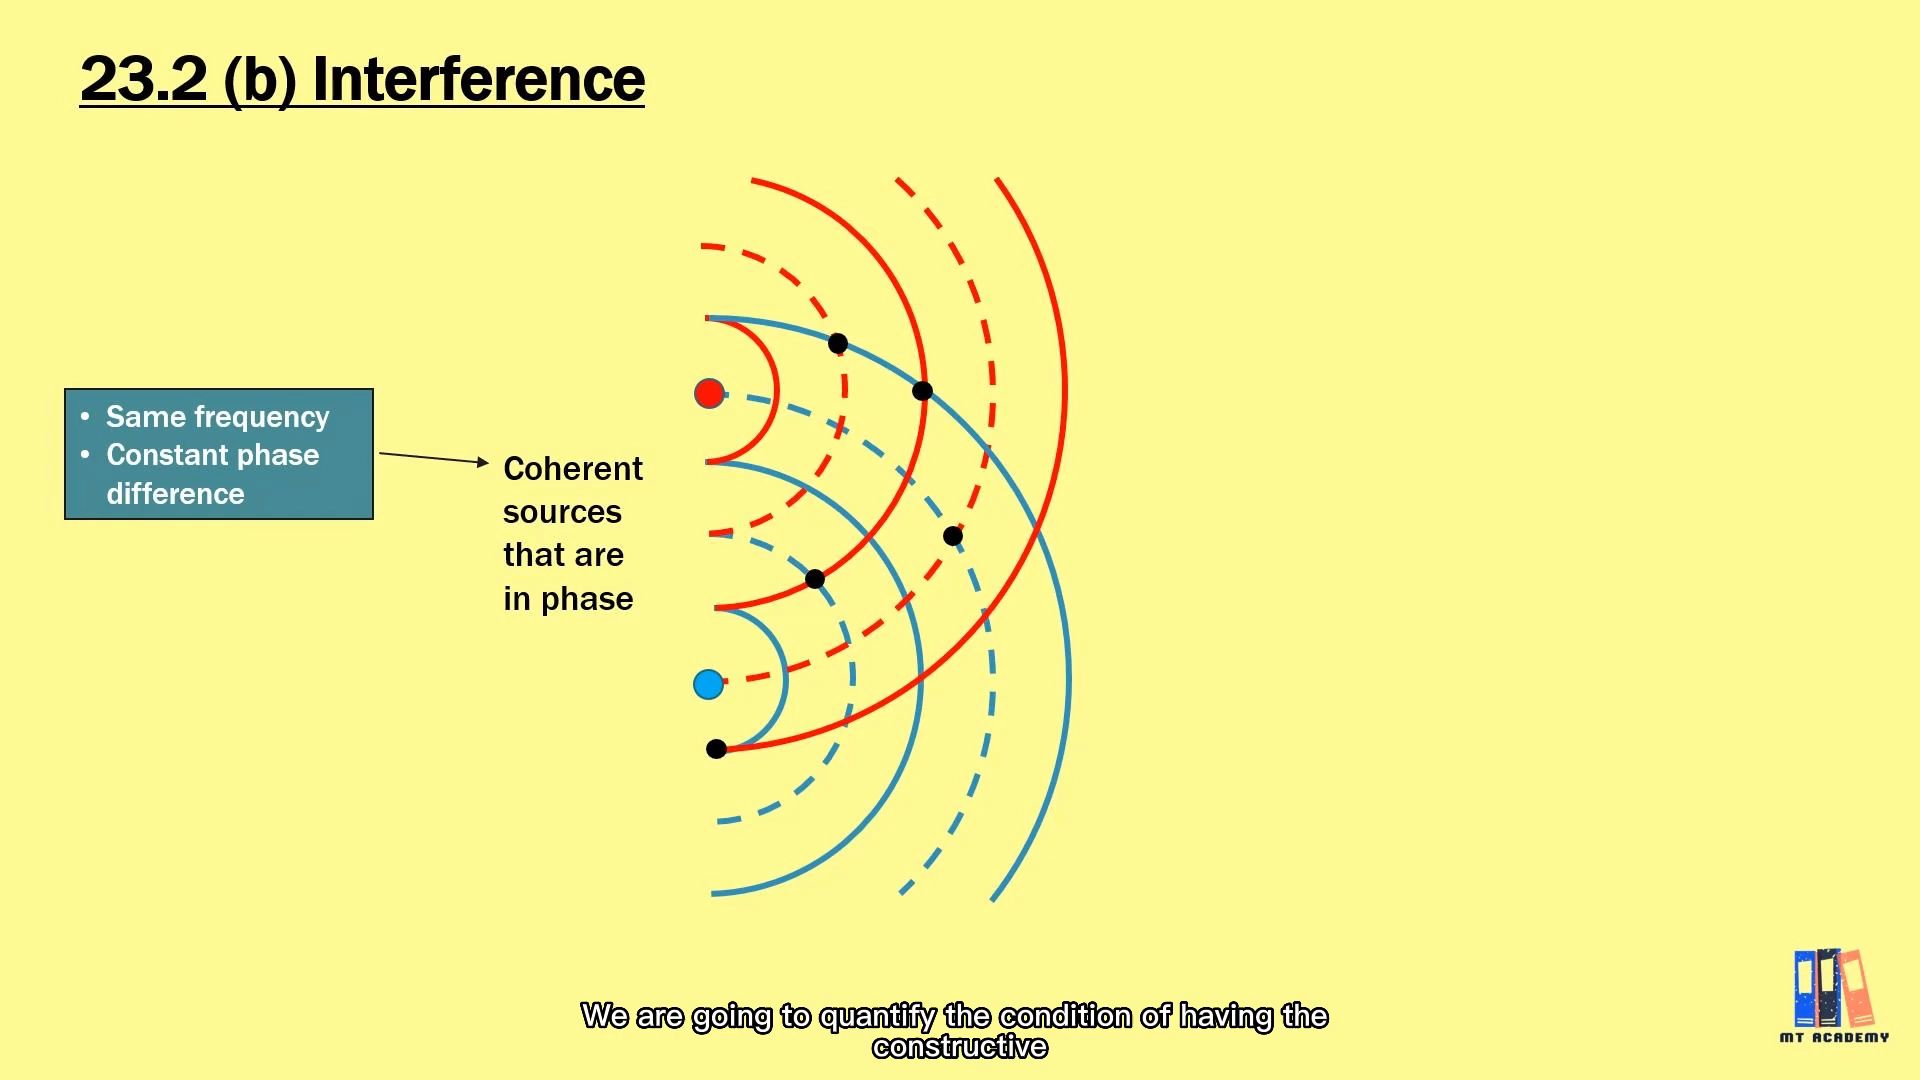 23.2 (b) Interference
• Same frequency
• Constant phase
difference
Coherent
sources
that are
in phase
We are going to quantify the condition of having the
constructive
MT ACADEMY